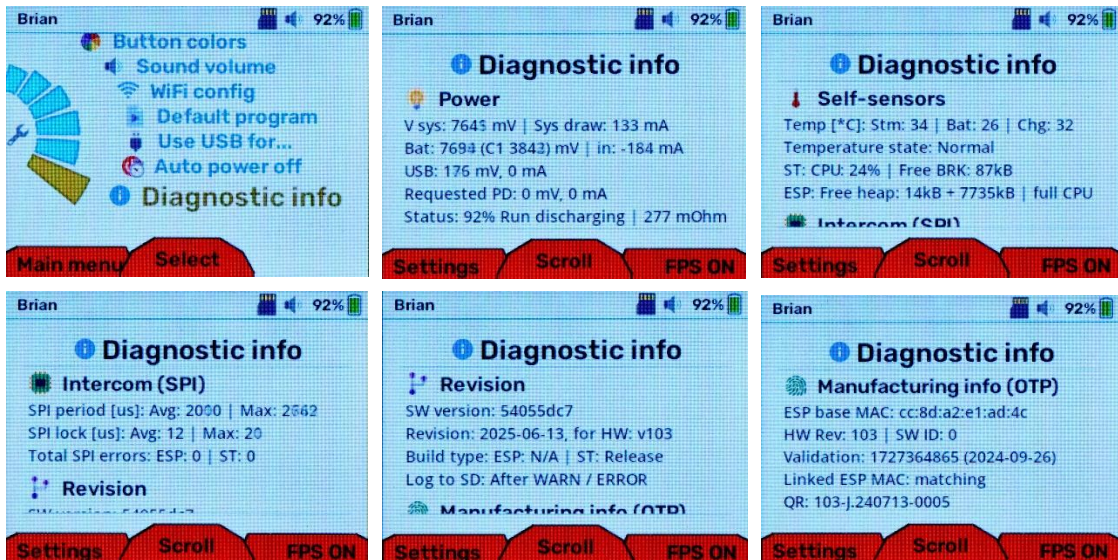 Brian 92%
Button colors
Sound volume
WiFi config
Default program
Use USB for...
Auto power off
Diagnostic info
Main menu Select
Brian 92%
Diagnostic info
Power
V sys: 7645 mV | Sys draw: 133 mA
Bat: 7694 (C1 3843) mV | in: -184 mA
USB: 176 mV, 0 mA
Requested PD: 0 mV, 0 mA
Status: 92% Run discharging | 277 mOhm
Settings Scroll FPS ON
Brian 92%
Diagnostic info
Self-sensors
Temp [*C]: Stm: 34 | Bat: 26 | Chg: 32
Temperature state: Normal
ST: CPU: 24% | Free BRK: 87kB
ESP: Free heap: 14kB + 7735kB | full CPU
Intercom (SPI)
Settings Scroll FPS ON
Brian 92%
Diagnostic info
Intercom (SPI)
SPI period [us]: Avg: 2000 | Max: 2662
SPI lock [us]: Avg: 12 | Max: 20
Total SPI errors: ESP: 0 | ST: 0
Revision
SW version: 54055dc7
Settings Scroll FPS ON
Brian 92%
Diagnostic info
Revision
SW version: 54055dc7
Revision: 2025-06-13, for HW: v103
Build type: ESP: N/A | ST: Release
Log to SD: After WARN / ERROR
Manufacturing info (OTP)
Settings Scroll FPS ON
Brian 92%
Diagnostic info
Manufacturing info (OTP)
ESP base MAC: cc:8d:a2:e1:ad:4c
HW Rev: 103 | SW ID: 0
Validation: 1727364865 (2024-09-26)
Linked ESP MAC: matching
QR: 103-J.240713-0005
Settings Scroll FPS ON